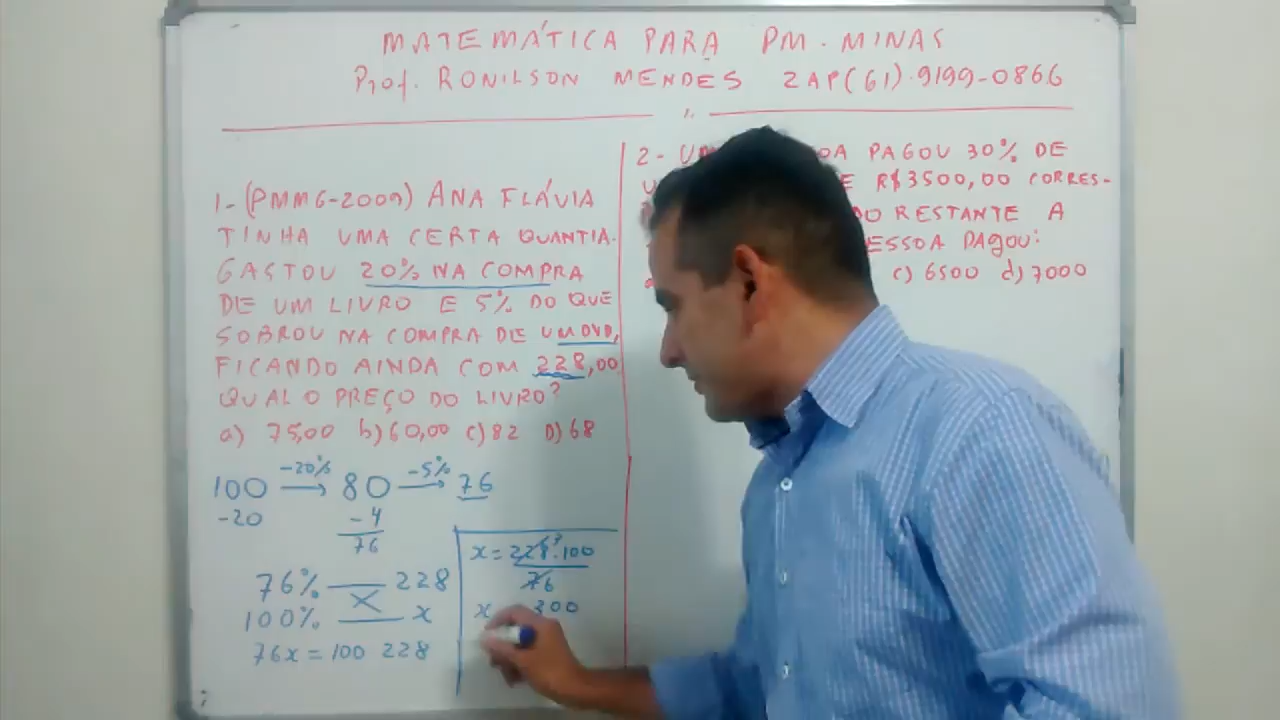 MATEMÁTICA PARA PM. MINAS
Prof. RONILSON MENDES ZAP(61).9199-0866
1-(PMMG-2009) ANA FLÁVIA
TINHA UMA CERTA QUANTIA.
GASTOU 20% NA COMPRA
DE UM LIVRO E 5% DO QUE
SOBROU NA COMPRA DE UM DVD,
FICANDO AINDA COM 228,00
QUAL O PREÇO DO LIVRO?
a) 75,00 b) 60,00 c) 82 D) 68
100 -20% → 80 -5% → 76
-20 -4
76
76% 228
100% x
76x = 100 228
x = 228³.100
76
x 300
2- PAGOU 30% DE
R$3500,00 CORRES-
RESTANTE A
PAGOU:
c) 6500 d) 7000